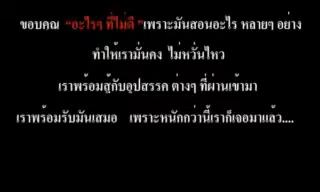 ขอบคุณ “อะไรๆ ที่ไม่ดี ”เพราะมันสอนอะไร หลายๆ อย่าง
ทำให้เรามั่นคง ไม่หวั่นไหว
เราพร้อมสู้กับอุปสรรค ต่างๆ ที่ผ่านเข้ามา
เราพร้อมรับมันเสมอ เพราะหนักกว่านี้เราก็เจอมาแล้ว....